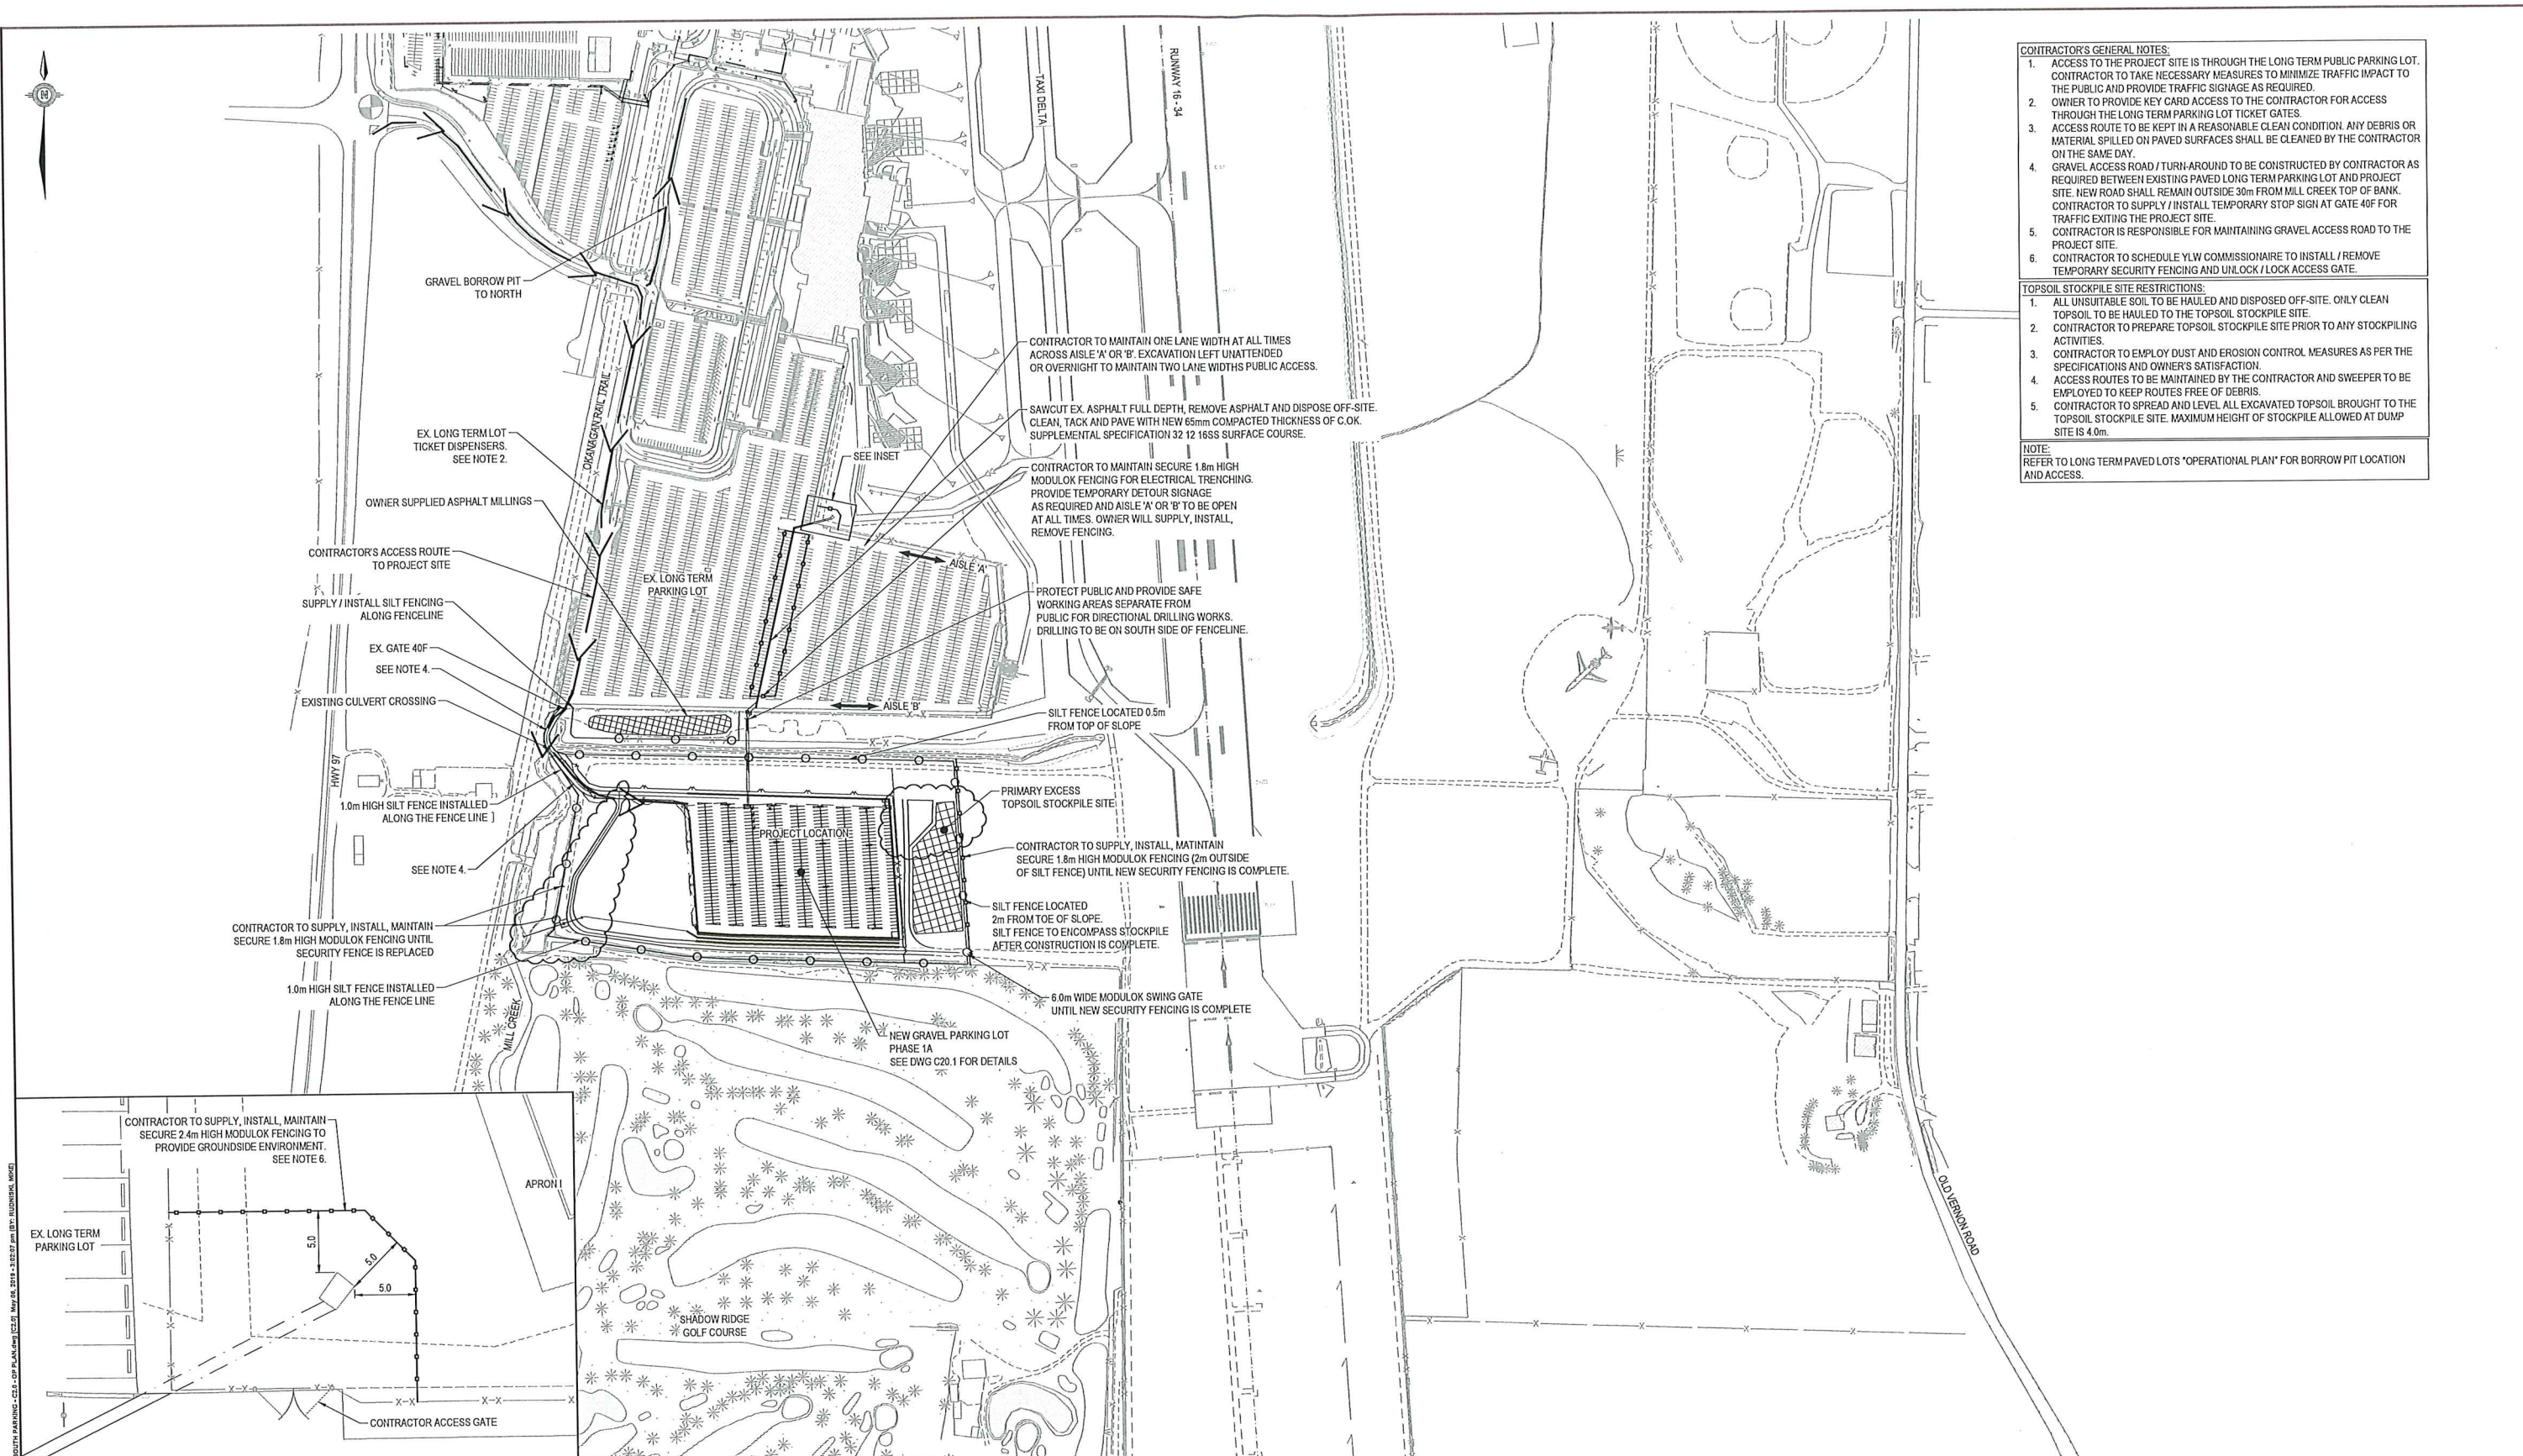 CONTRACTOR'S GENERAL NOTES:
1. ACCESS TO THE PROJECT SITE IS THROUGH THE LONG TERM PUBLIC PARKING LOT.
CONTRACTOR TO TAKE NECESSARY MEASURES TO MINIMIZE TRAFFIC IMPACT TO
THE PUBLIC AND PROVIDE TRAFFIC SIGNAGE AS REQUIRED.
2. OWNER TO PROVIDE KEY CARD ACCESS TO THE CONTRACTOR FOR ACCESS
THROUGH THE LONG TERM PARKING LOT TICKET GATES.
3. ACCESS ROUTE TO BE KEPT IN A REASONABLE CLEAN CONDITION. ANY DEBRIS OR
MATERIAL SPILLED ON PAVED SURFACES SHALL BE CLEANED BY THE CONTRACTOR
ON THE SAME DAY.
4. GRAVEL ACCESS ROAD / TURN-AROUND TO BE CONSTRUCTED BY CONTRACTOR AS
REQUIRED BETWEEN EXISTING PAVED LONG TERM PARKING LOT AND PROJECT
SITE. NEW ROAD SHALL REMAIN OUTSIDE 30m FROM MILL CREEK TOP OF BANK.
CONTRACTOR TO SUPPLY / INSTALL TEMPORARY STOP SIGN AT GATE 40F FOR
TRAFFIC EXITING THE PROJECT SITE.
5. CONTRACTOR IS RESPONSIBLE FOR MAINTAINING GRAVEL ACCESS ROAD TO THE
PROJECT SITE.
6. CONTRACTOR TO SCHEDULE YLW COMMISSIONAIRE TO INSTALL / REMOVE
TEMPORARY SECURITY FENCING AND UNLOCK / LOCK ACCESS GATE.
TOPSOIL STOCKPILE SITE RESTRICTIONS:
1. ALL UNSUITABLE SOIL TO BE HAULED AND DISPOSED OFF-SITE. ONLY CLEAN
TOPSOIL TO BE HAULED TO THE TOPSOIL STOCKPILE SITE.
2. CONTRACTOR TO PREPARE TOPSOIL STOCKPILE SITE PRIOR TO ANY STOCKPILING
ACTIVITIES.
3. CONTRACTOR TO EMPLOY DUST AND EROSION CONTROL MEASURES AS PER THE
SPECIFICATIONS AND OWNER'S SATISFACTION.
4. ACCESS ROUTES TO BE MAINTAINED BY THE CONTRACTOR AND SWEEPER TO BE
EMPLOYED TO KEEP ROUTES FREE OF DEBRIS.
5. CONTRACTOR TO SPREAD AND LEVEL ALL EXCAVATED TOPSOIL BROUGHT TO THE
TOPSOIL STOCKPILE SITE. MAXIMUM HEIGHT OF STOCKPILE ALLOWED AT DUMP
SITE IS 4.0m.
NOTE:
REFER TO LONG TERM PAVED LOTS "OPERATIONAL PLAN" FOR BORROW PIT LOCATION
AND ACCESS.
N
TAXI DELTA
RUNWAY 16 - 34
GRAVEL BORROW PIT
TO NORTH
OKANAGAN RAIL TRAIL
CONTRACTOR TO MAINTAIN ONE LANE WIDTH AT ALL TIMES
ACROSS AISLE 'A' OR 'B'. EXCAVATION LEFT UNATTENDED
OR OVERNIGHT TO MAINTAIN TWO LANE WIDTHS PUBLIC ACCESS.
SAWCUT EX. ASPHALT FULL DEPTH, REMOVE ASPHALT AND DISPOSE OFF-SITE.
CLEAN, TACK AND PAVE WITH NEW 65mm COMPACTED THICKNESS OF C.OK.
SUPPLEMENTAL SPECIFICATION 32 12 16SS SURFACE COURSE.
EX. LONG TERM LOT
TICKET DISPENSERS.
SEE NOTE 2.
SEE INSET
CONTRACTOR TO MAINTAIN SECURE 1.8m HIGH
MODULOK FENCING FOR ELECTRICAL TRENCHING.
PROVIDE TEMPORARY DETOUR SIGNAGE
AS REQUIRED AND AISLE 'A' OR 'B' TO BE OPEN
AT ALL TIMES. OWNER WILL SUPPLY, INSTALL,
REMOVE FENCING.
OWNER SUPPLIED ASPHALT MILLINGS
CONTRACTOR'S ACCESS ROUTE
TO PROJECT SITE
AISLE 'A'
EX. LONG TERM
PARKING LOT
PROTECT PUBLIC AND PROVIDE SAFE
WORKING AREAS SEPARATE FROM
PUBLIC FOR DIRECTIONAL DRILLING WORKS.
DRILLING TO BE ON SOUTH SIDE OF FENCELINE.
SUPPLY / INSTALL SILT FENCING
ALONG FENCELINE
EX. GATE 40F
SEE NOTE 4.
EXISTING CULVERT CROSSING
AISLE 'B'
SILT FENCE LOCATED 0.5m
FROM TOP OF SLOPE
HWY 97
1.0m HIGH SILT FENCE INSTALLED
ALONG THE FENCE LINE ]
PRIMARY EXCESS
TOPSOIL STOCKPILE SITE
PROJECT LOCATION
CONTRACTOR TO SUPPLY, INSTALL, MATINTAIN
SECURE 1.8m HIGH MODULOK FENCING (2m OUTSIDE
OF SILT FENCE) UNTIL NEW SECURITY FENCING IS COMPLETE.
SEE NOTE 4.
SILT FENCE LOCATED
2m FROM TOE OF SLOPE.
SILT FENCE TO ENCOMPASS STOCKPILE
AFTER CONSTRUCTION IS COMPLETE.
CONTRACTOR TO SUPPLY, INSTALL, MAINTAIN
SECURE 1.8m HIGH MODULOK FENCING UNTIL
SECURITY FENCE IS REPLACED
1.0m HIGH SILT FENCE INSTALLED
ALONG THE FENCE LINE
6.0m WIDE MODULOK SWING GATE
UNTIL NEW SECURITY FENCING IS COMPLETE
MILL CREEK
NEW GRAVEL PARKING LOT
PHASE 1A
SEE DWG C20.1 FOR DETAILS
SHADOW RIDGE
GOLF COURSE
OLD VERNON ROAD
CONTRACTOR TO SUPPLY, INSTALL, MAINTAIN
SECURE 2.4m HIGH MODULOK FENCING TO
PROVIDE GROUNDSIDE ENVIRONMENT.
SEE NOTE 6.
APRON I
EX. LONG TERM
PARKING LOT
5.0
5.0
5.0
CONTRACTOR ACCESS GATE
SOUTH PARKING - C2.0 - OP PLAN.dwg [C2.0] May 08, 2019 - 3:02:07 pm (BY: RUDNISKI, MIKE)